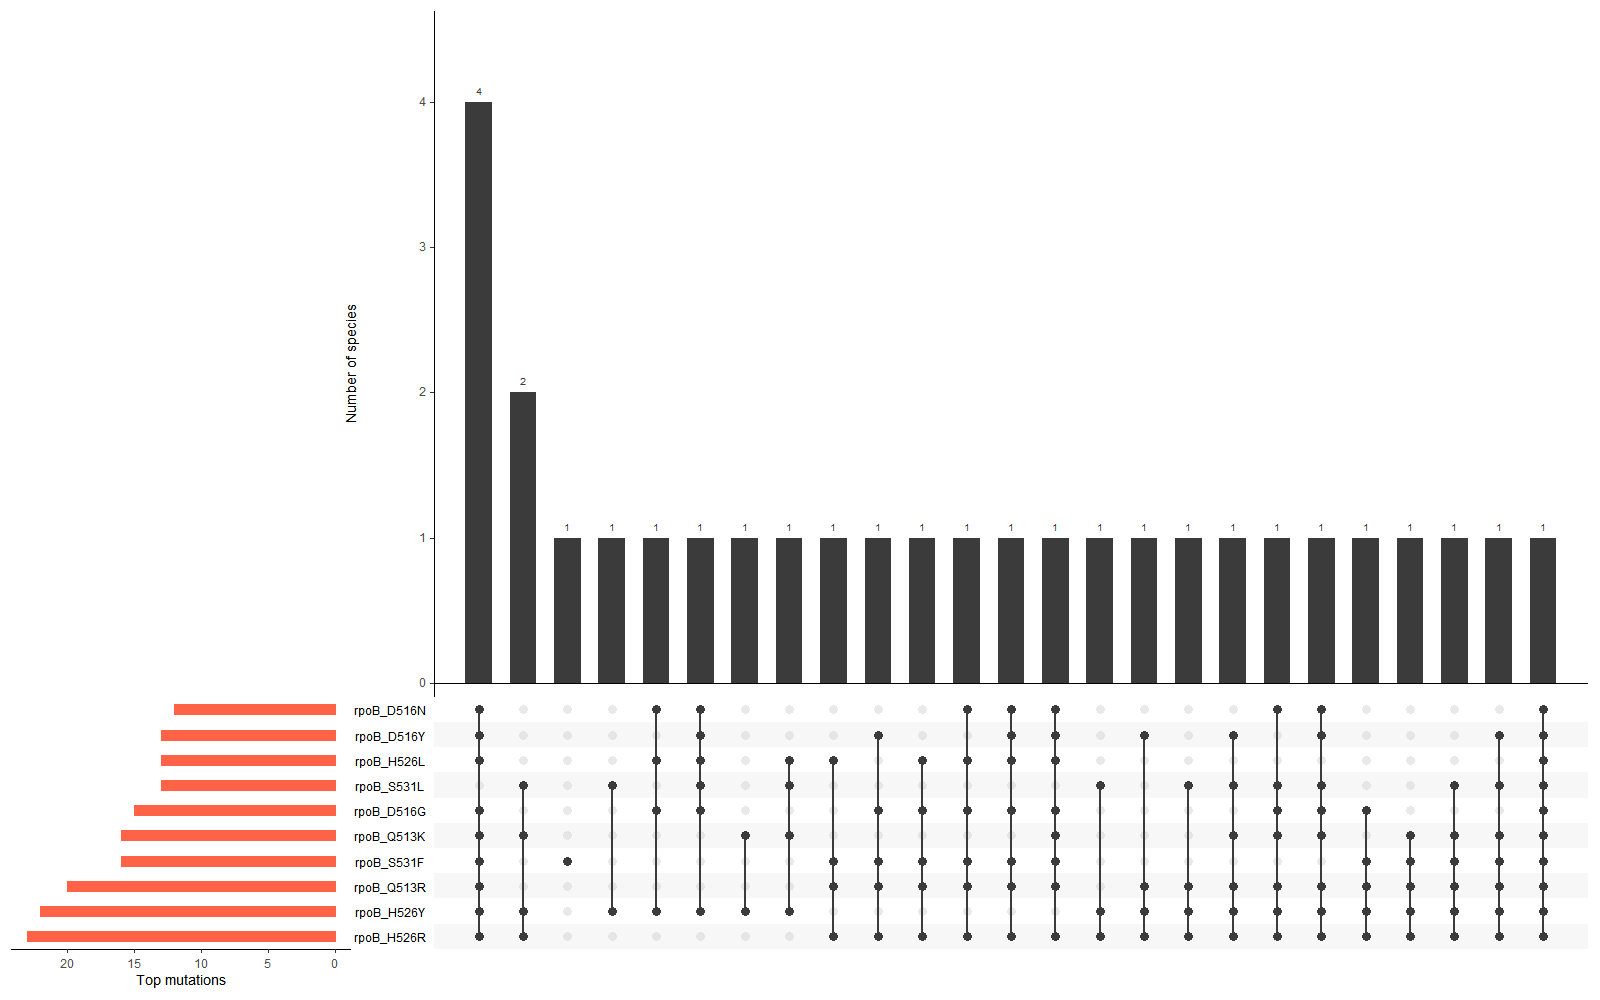 4
4
3
Number of species
2
2
1 1 1 1 1 1 1 1 1 1 1 1 1 1 1 1 1 1 1 1 1 1 1
1
0
rpoB_D516N
rpoB_D516Y
rpoB_H526L
rpoB_S531L
rpoB_D516G
rpoB_Q513K
rpoB_S531F
rpoB_Q513R
rpoB_H526Y
rpoB_H526R
20 15 10 5 0
Top mutations